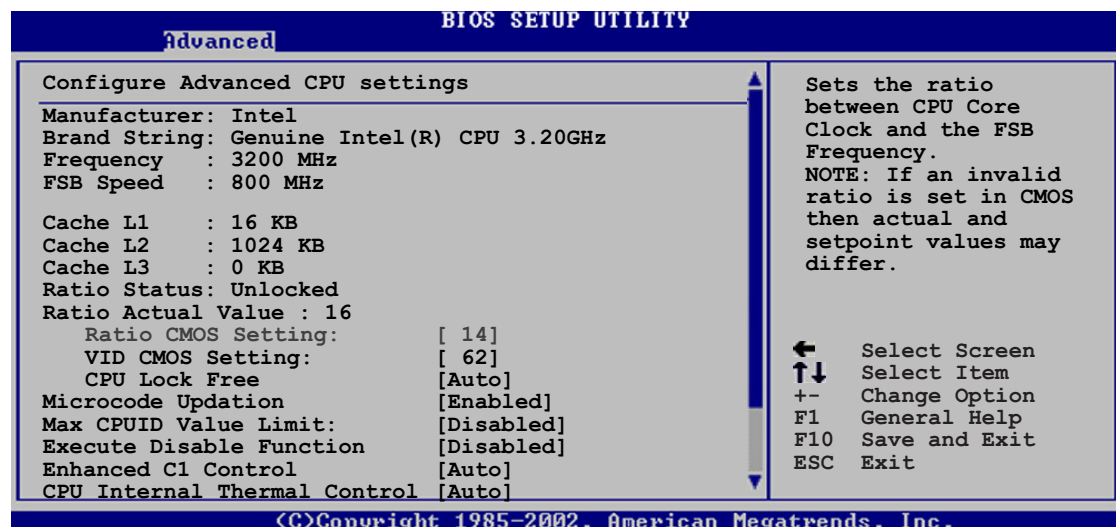 BIOS SETUP UTILITY
Advanced
Configure Advanced CPU settings
Manufacturer: Intel
Brand String: Genuine Intel(R) CPU 3.20GHz
Frequency : 3200 MHz
FSB Speed : 800 MHz
Cache L1 : 16 KB
Cache L2 : 1024 KB
Cache L3 : 0 KB
Ratio Status: Unlocked
Ratio Actual Value : 16
Ratio CMOS Setting: [ 14]
VID CMOS Setting: [ 62]
CPU Lock Free [Auto]
Microcode Updation [Enabled]
Max CPUID Value Limit: [Disabled]
Execute Disable Function [Disabled]
Enhanced C1 Control [Auto]
CPU Internal Thermal Control [Auto]
Sets the ratio
between CPU Core
Clock and the FSB
Frequency.
NOTE: If an invalid
ratio is set in CMOS
then actual and
setpoint values may
differ.
← Select Screen
↑↓ Select Item
+- Change Option
F1 General Help
F10 Save and Exit
ESC Exit
(C)Copyright 1985-2002, American Megatrends, Inc.